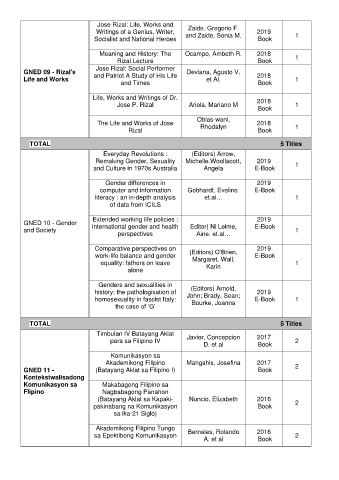 GNED 09 - Rizal's
Life and Works
Jose Rizal: Life, Works and
Writings of a Genius, Writer,
Socialist and National Heroes
Zaide, Gregorio F
and Zaide, Sonia M.
2019
Book
1
Meaning and History: The
Rizal Lecture
Ocampo, Ambeth R.
2018
Book
1
Jose Rizal: Social Performer
and Patriot A Study of His Life
and Times
Deviana, Agusto V.
et Al.
2018
Book
1
Life, Works and Writings of Dr.
Jose P. Rizal
Ariola, Mariano M
2018
Book
1
The Life and Works of Jose
Rizal
Obias-wani,
Rhodalyn
2018
Book
1
TOTAL
5 Titles
GNED 10 - Gender
and Society
Everyday Revolutions :
Remaking Gender, Sexuality
and Culture in 1970s Australia
(Editors) Arrow,
Michelle.Woollacott,
Angela
2019
E-Book
1
Gender differences in
computer and information
literacy : an in-depth analysis
of data from ICILS
Gebhardt, Eveline.
et.al…
2019
E-Book
1
Extended working life policies :
International gender and health
perspectives
Editor) Ni Leime,
Aine. et.al…
2019
E-Book
1
Comparative perspectives on
work-life balance and gender
equality: fathers on leave
alone
(Editors) O'Brien,
Margaret, Wall,
Karin
2019
E-Book
1
Genders and sexualities in
history: the pathologisation of
homosexuality in fascist Italy:
the case of 'G'
(Editors) Arnold,
John; Brady, Sean;
Bourke, Joanna
2019
E-Book
1
TOTAL
5 Titles
GNED 11 -
Kontekstwalisadong
Komunikasyon sa
Filipino
Timbulan IV Batayang Aklat
para sa Filipino IV
Javier, Concepcion
D. et al
2017
Book
2
Komunikasyon sa
Akademikong Filipino
(Batayang Aklat sa Filipino I)
Mangahis, Josefina
2017
Book
2
Makabagong Filipino sa
Nagbabagong Panahon
(Batayang Aklat sa Kapaki-
pakinabang na Komunikasyon
sa ika-21 Siglo)
Nuncio, Elizabeth
2016
Book
2
Akademikong Filipino Tungo
sa Epektibong Komunikasyon
Bernales, Rolando
A. et al
2016
Book
2